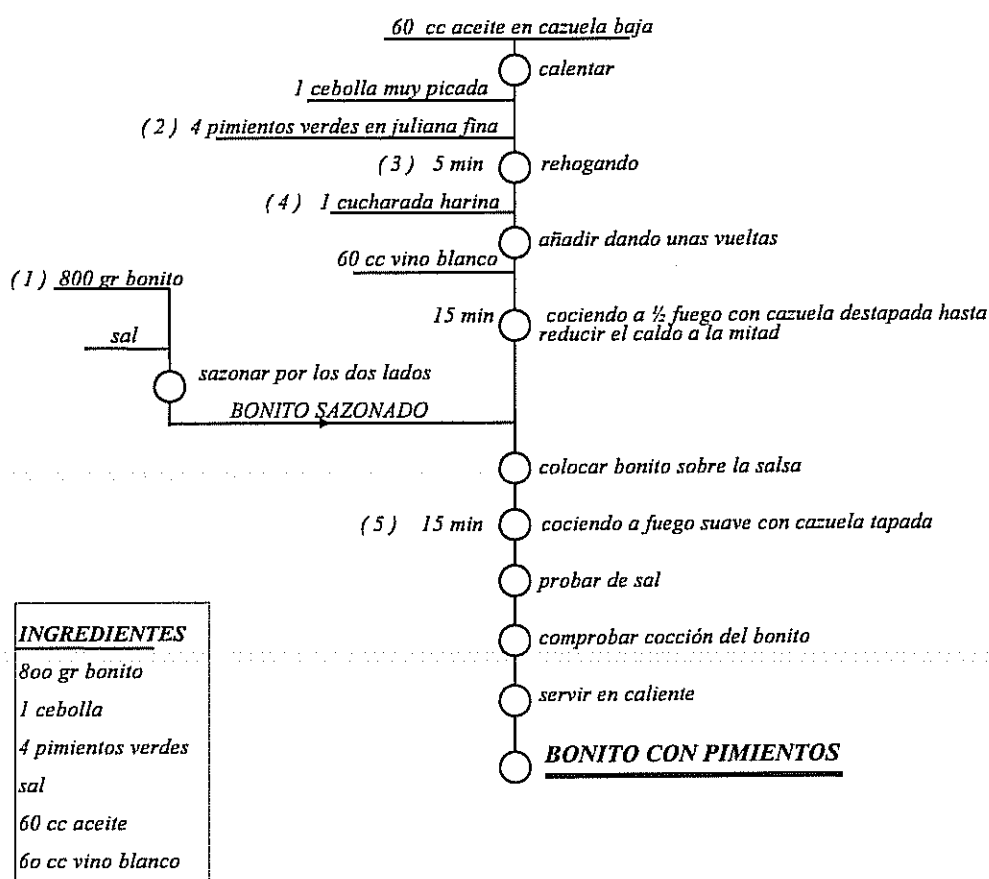 60 cc aceite en cazuela baja
calentar
1 cebolla muy picada
(2) 4 pimientos verdes en juliana fina
(3) 5 min rehogando
(4) 1 cucharada harina
añadir dando unas vueltas
60 cc vino blanco
(1) 800 gr bonito
15 min cociendo a ½ fuego con cazuela destapada hasta
reducir el caldo a la mitad
sal
sazonar por los dos lados
BONITO SAZONADO
colocar bonito sobre la salsa
(5) 15 min cociendo a fuego suave con cazuela tapada
probar de sal
comprobar cocción del bonito
servir en caliente
BONITO CON PIMIENTOS
INGREDIENTES
8oo gr bonito
1 cebolla
4 pimientos verdes
sal
60 cc aceite
6o cc vino blanco